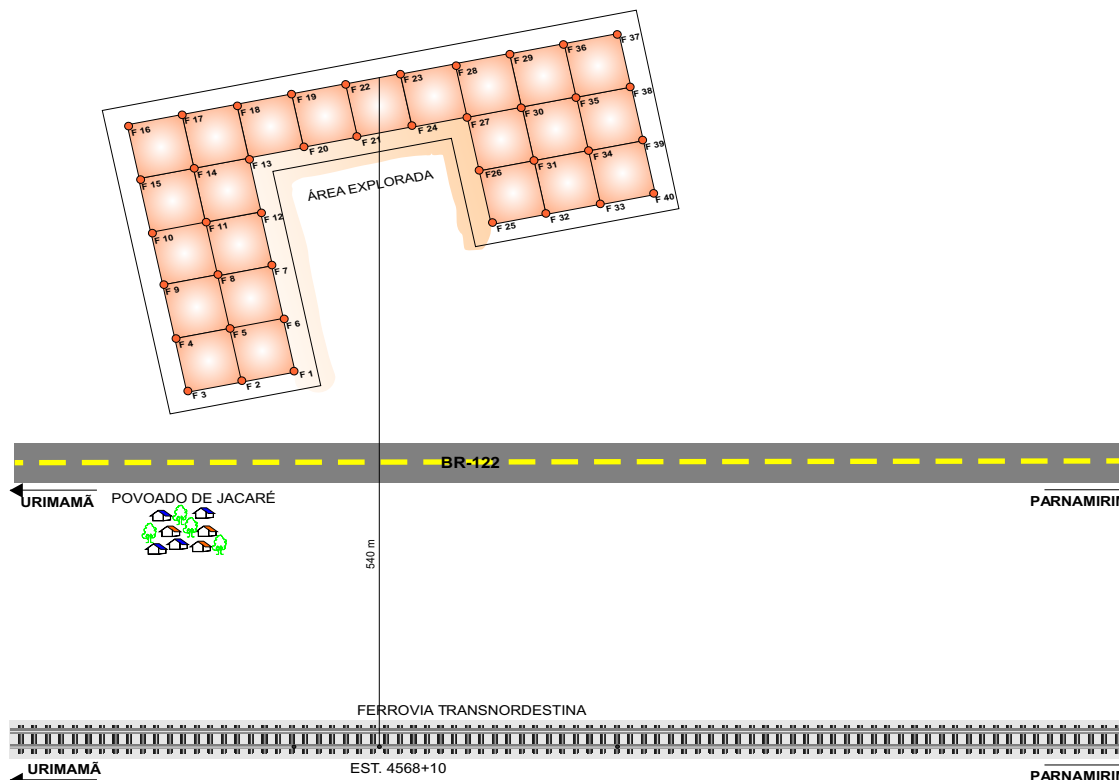 F 37
F 36
F 29
F 28
F 23
F 22
F 19
F 18
F 17
F 16
F 38
F 35
F 30
F 27
F 24
F 21
F 20
F 13
F 14
F 15
F 39
F 34
F 31
F26
ÁREA EXPLORADA
F 40
F 33
F 32
F 25
F 12
F 11
F 10
F 7
F 8
F 9
F 6
F 5
F 4
F 1
F 2
F 3
BR-122
URIMAMÃ
POVOADO DE JACARÉ
PARNAMIRIM
540 m
FERROVIA TRANSNORDESTINA
URIMAMÃ
EST. 4568+10
PARNAMIRIM